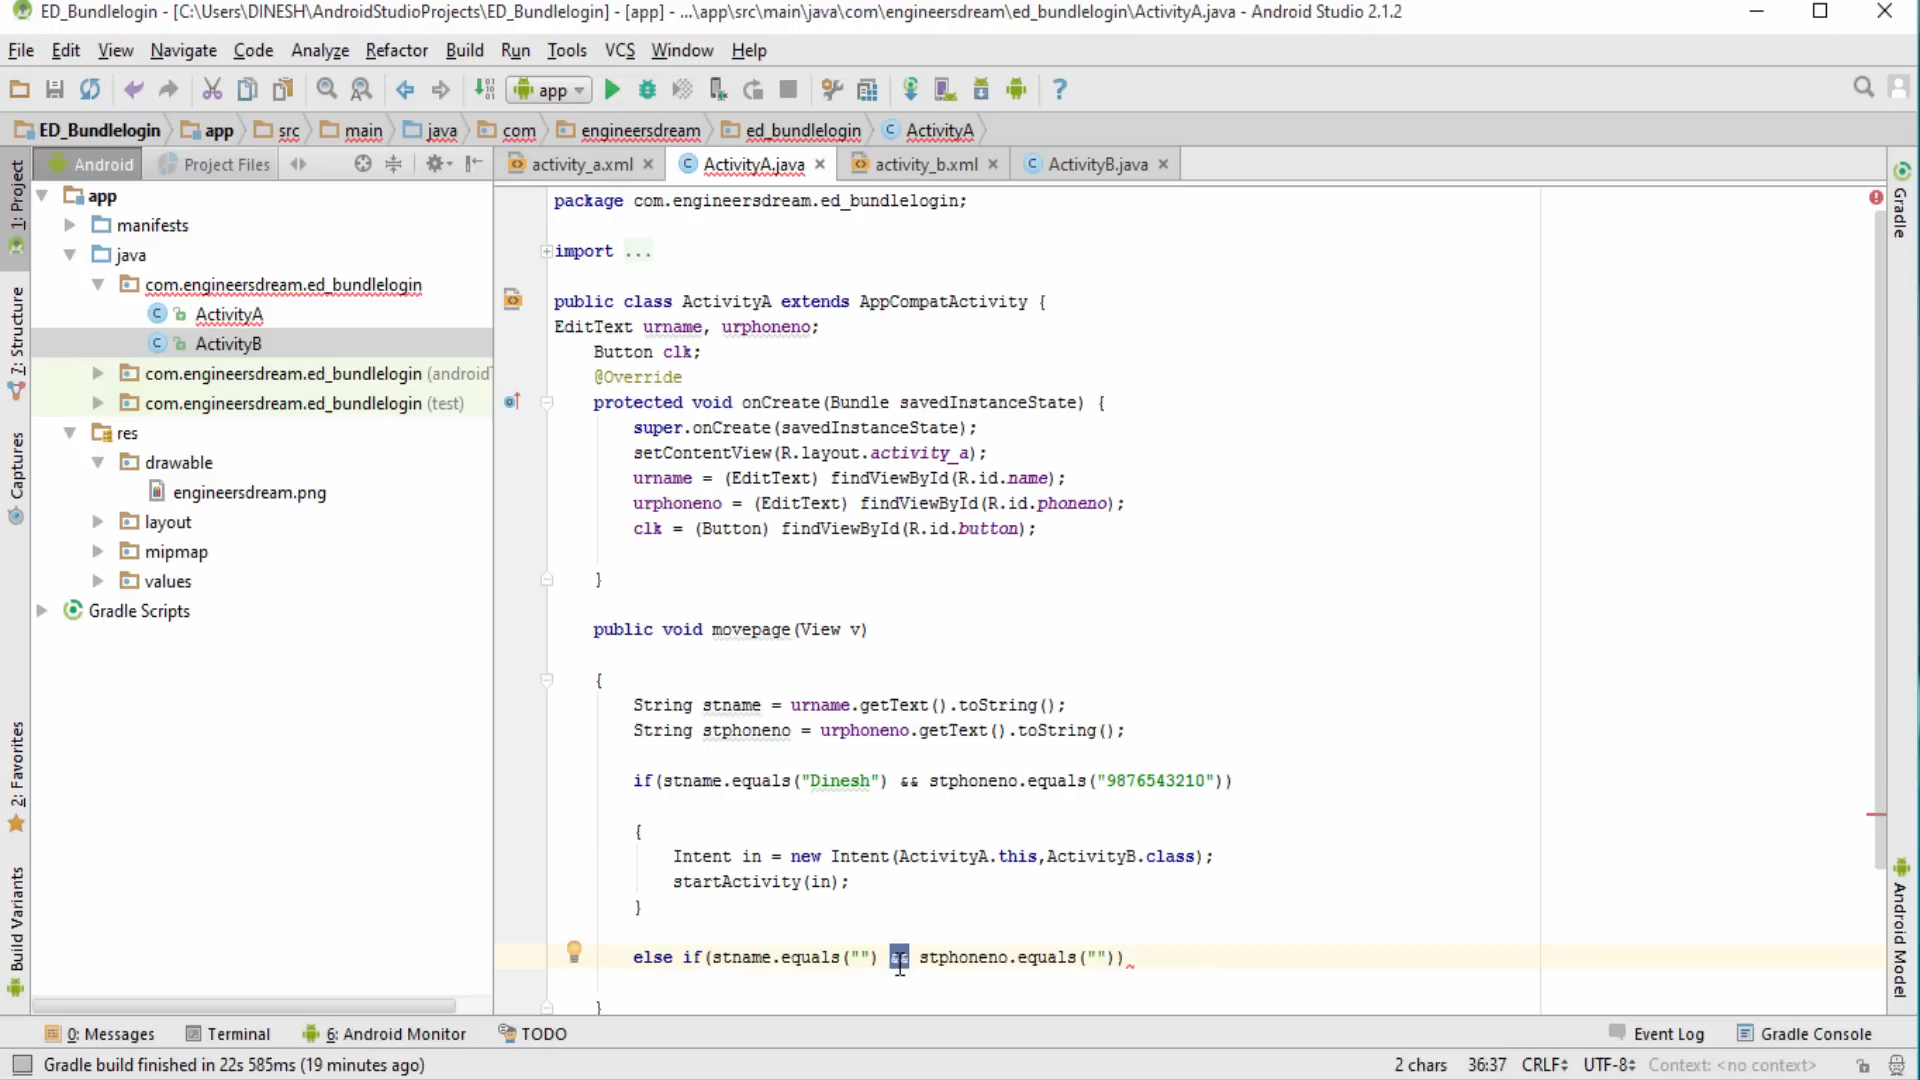 ED_Bundlelogin - [C:\Users\DINESH\AndroidStudioProjects\ED_Bundlelogin] - [app] - ...\app\src\main\java\com\engineersdream\ed_bundlelogin\ActivityA.java - Android Studio 2.1.2
File Edit View Navigate Code Analyze Refactor Build Run Tools VCS Window Help
app
ED_Bundlelogin app src main java com engineersdream ed_bundlelogin ActivityA
Android Project Files activity_a.xml ActivityA.java activity_b.xml ActivityB.java
1: Project
7: Structure
Captures
2: Favorites
Build Variants
app
manifests
java
com.engineersdream.ed_bundlelogin
ActivityA
ActivityB
com.engineersdream.ed_bundlelogin (android
com.engineersdream.ed_bundlelogin (test)
res
drawable
engineersdream.png
layout
mipmap
values
Gradle Scripts
package com.engineersdream.ed_bundlelogin;
import ...
public class ActivityA extends AppCompatActivity {
EditText urname, urphoneno;
Button clk;
@Override
protected void onCreate(Bundle savedInstanceState) {
super.onCreate(savedInstanceState);
setContentView(R.layout.activity_a);
urname = (EditText) findViewById(R.id.name);
urphoneno = (EditText) findViewById(R.id.phoneno);
clk = (Button) findViewById(R.id.button);
}
public void movepage(View v)
{
String stname = urname.getText().toString();
String stphoneno = urphoneno.getText().toString();
if(stname.equals("Dinesh") && stphoneno.equals("9876543210"))
{
Intent in = new Intent(ActivityA.this,ActivityB.class);
startActivity(in);
}
else if(stname.equals("") && stphoneno.equals(""))
}
Gradle
Android Model
0: Messages Terminal 6: Android Monitor TODO Event Log Gradle Console
Gradle build finished in 22s 585ms (19 minutes ago) 2 chars 36:37 CRLF UTF-8 Context: <no context>